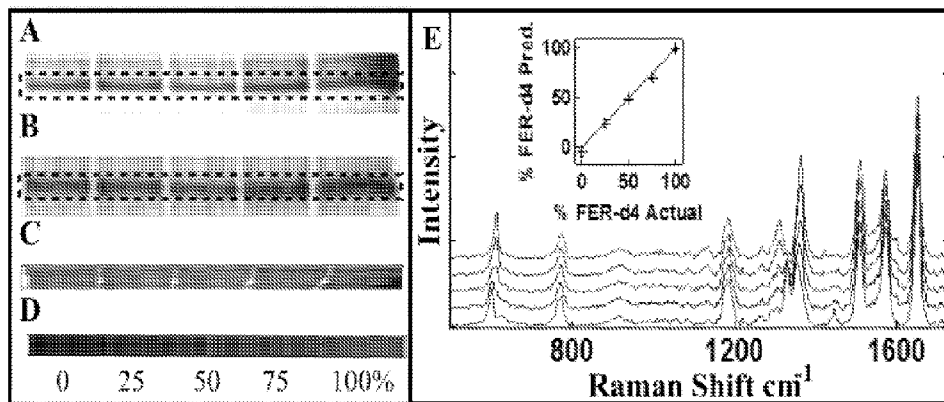 A
B
C
D
0 25 50 75 100%
E
Intensity
% FER-d4 Pred.
100
50
0
0 50 100
% FER-d4 Actual
800 1200 1600
Raman Shift cm-1